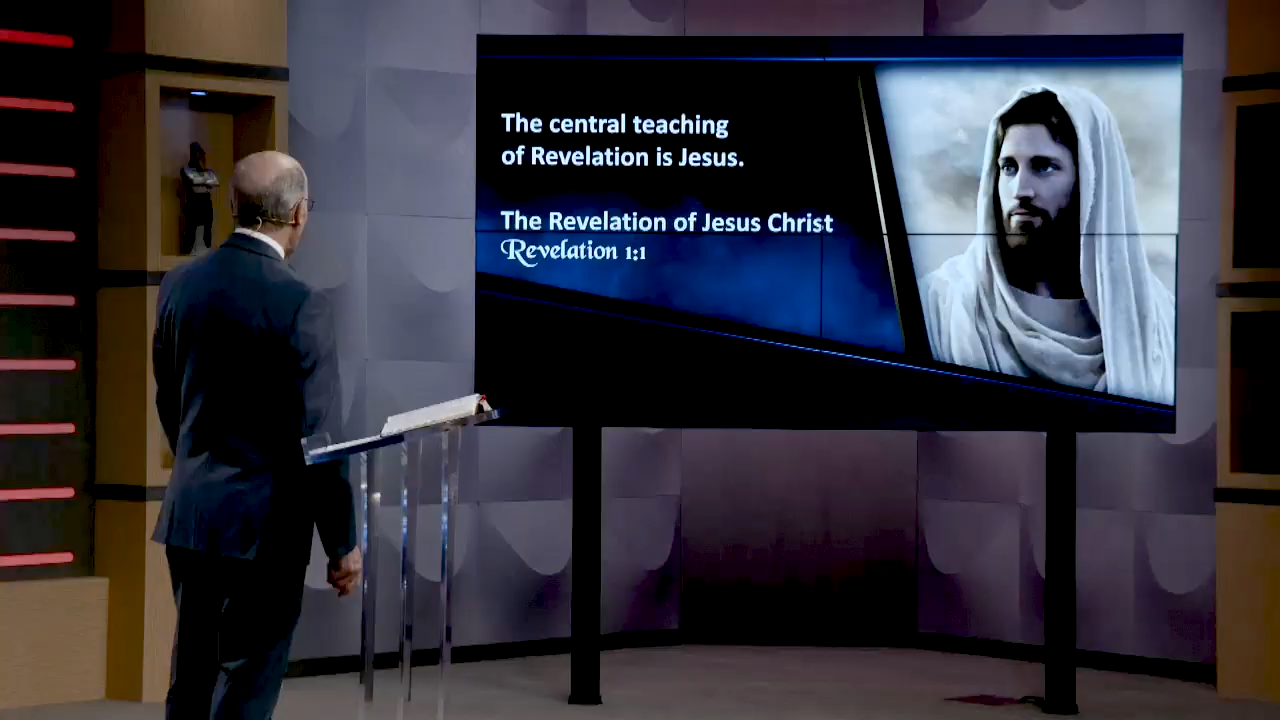 The central teaching
of Revelation is Jesus.
The Revelation of Jesus Christ
Revelation 1:1